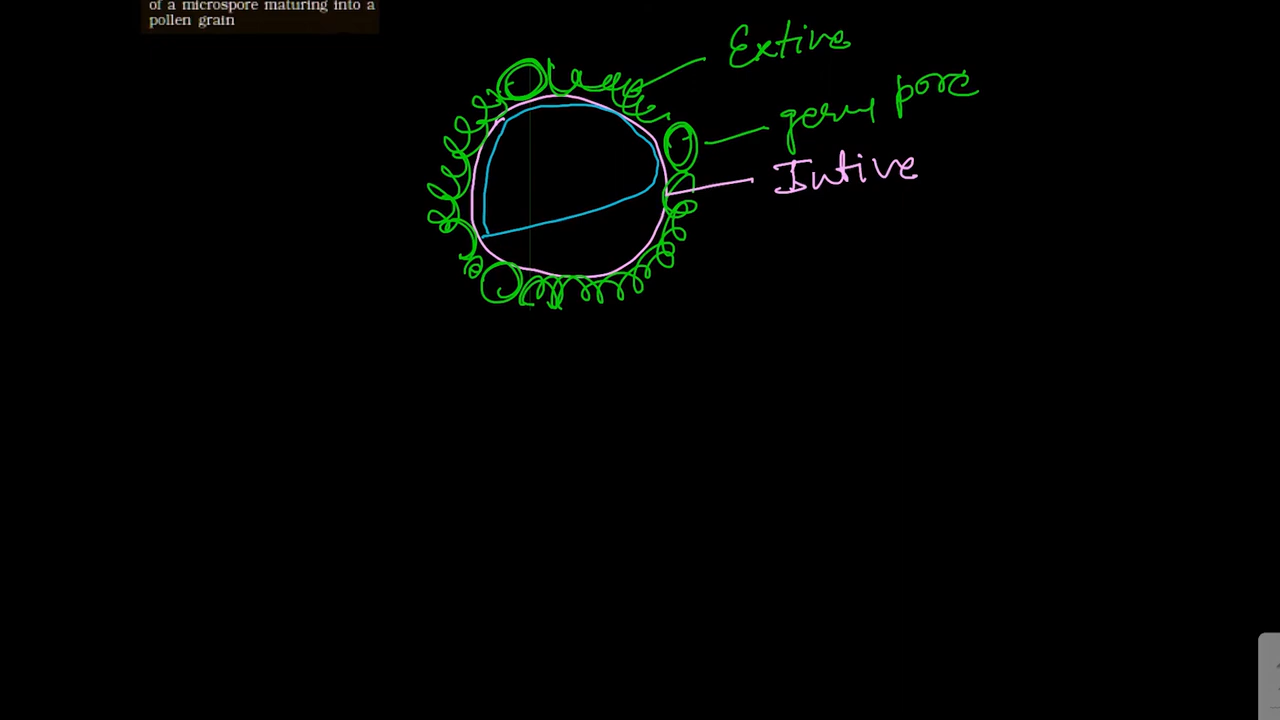 of a microspore maturing into a
pollen grain
Extine
germ pore
Intine